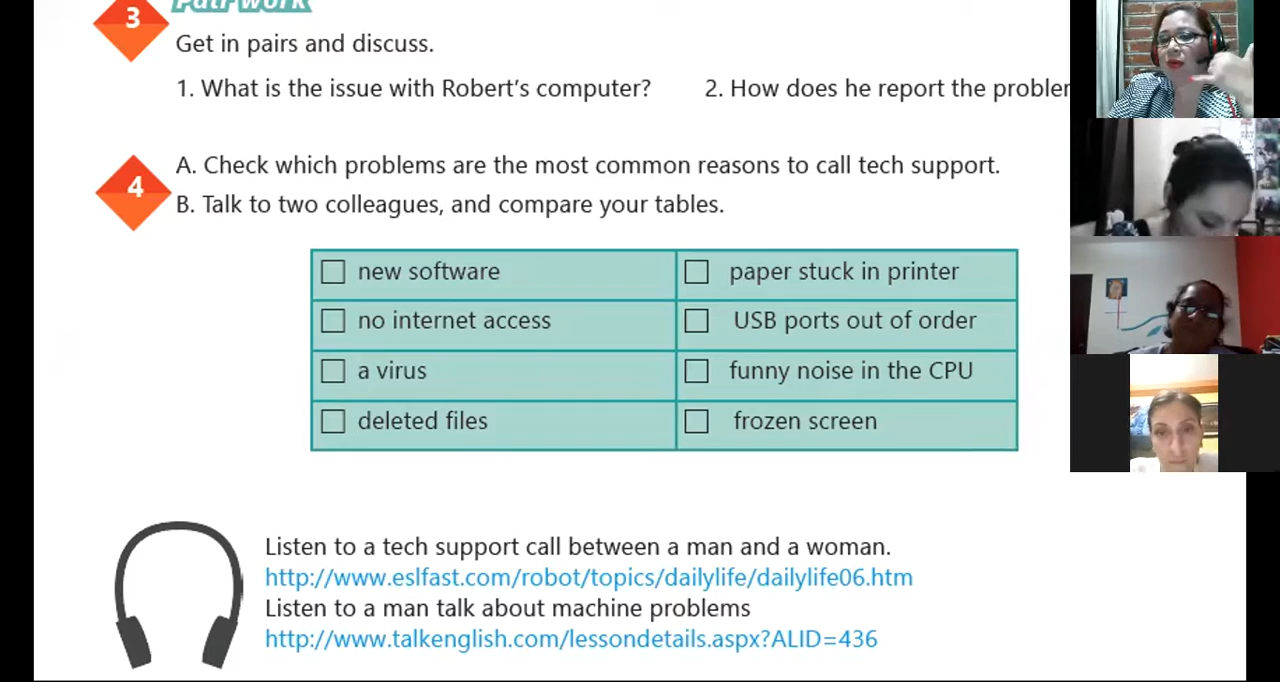 Pair work
3
Get in pairs and discuss.
1. What is the issue with Robert's computer?
2. How does he report the
4
A. Check which problems are the most common reasons to call tech support.
B. Talk to two colleagues, and compare your tables.
new software
paper stuck in printer
no internet access
USB ports out of order
a virus
funny noise in the CPU
deleted files
frozen screen
Listen to a tech support call between a man and a woman.
http://www.eslfast.com/robot/topics/dailylife/dailylife06.htm
Listen to a man talk about machine problems
http://www.talkenglish.com/lessondetails.aspx?ALID=436